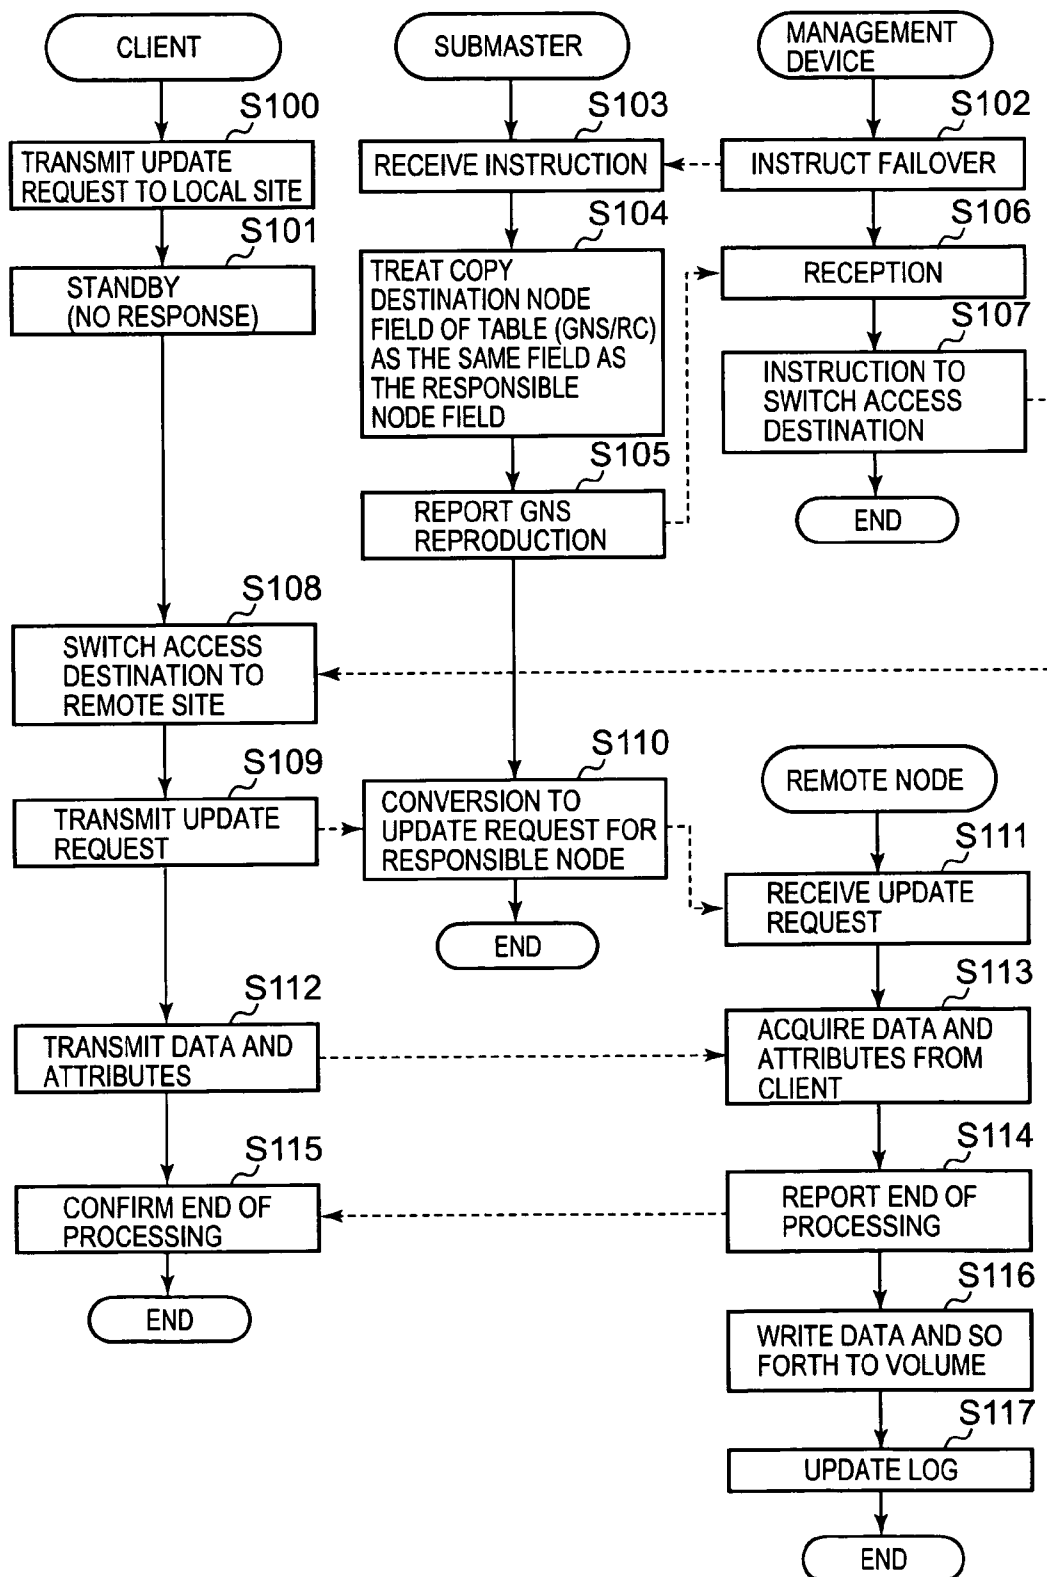 CLIENT
S100
TRANSMIT UPDATE
REQUEST TO LOCAL SITE
S101
STANDBY
(NO RESPONSE)
S108
SWITCH ACCESS
DESTINATION TO
REMOTE SITE
S109
TRANSMIT UPDATE
REQUEST
S112
TRANSMIT DATA AND
ATTRIBUTES
S115
CONFIRM END OF
PROCESSING
END
SUBMASTER
S103
RECEIVE INSTRUCTION
S104
TREAT COPY
DESTINATION NODE
FIELD OF TABLE (GNS/RC)
AS THE SAME FIELD AS
THE RESPONSIBLE
NODE FIELD
S105
REPORT GNS
REPRODUCTION
S110
CONVERSION TO
UPDATE REQUEST FOR
RESPONSIBLE NODE
END
MANAGEMENT
DEVICE
S102
INSTRUCT FAILOVER
S106
RECEPTION
S107
INSTRUCTION TO
SWITCH ACCESS
DESTINATION
END
REMOTE NODE
S111
RECEIVE UPDATE
REQUEST
S113
ACQUIRE DATA AND
ATTRIBUTES FROM
CLIENT
S114
REPORT END OF
PROCESSING
S116
WRITE DATA AND SO
FORTH TO VOLUME
S117
UPDATE LOG
END